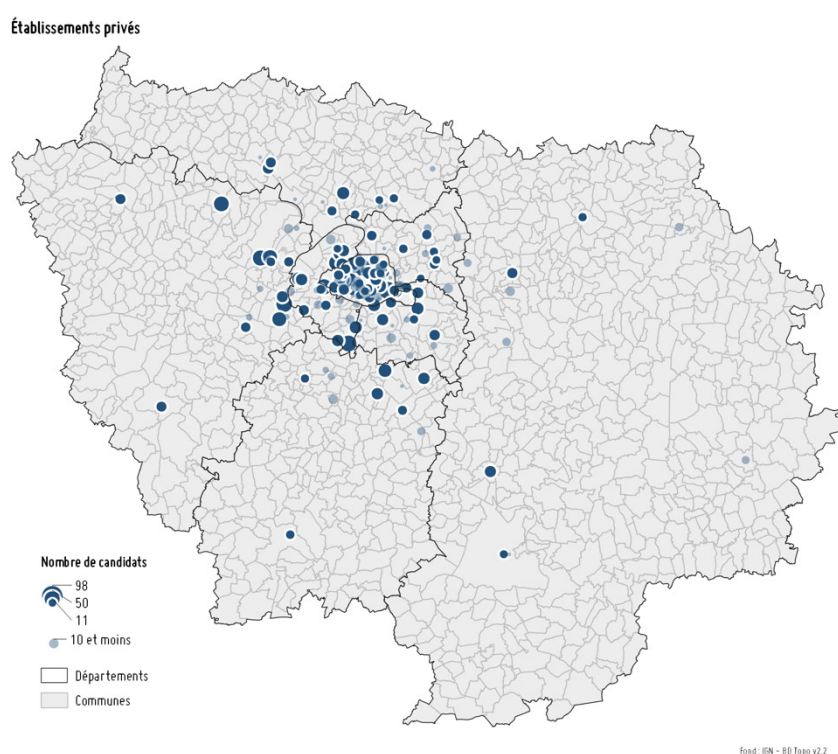 Établissements privés
Nombre de candidats
98
50
11
10 et moins
Départements
Communes
Fond : IGN - BD Topo v2.2